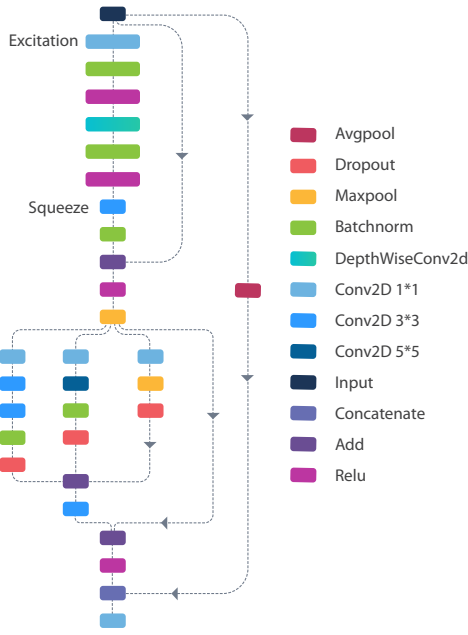 Excitation
Squeeze
Avgpool
Dropout
Maxpool
Batchnorm
DepthWiseConv2d
Conv2D 1*1
Conv2D 3*3
Conv2D 5*5
Input
Concatenate
Add
Relu